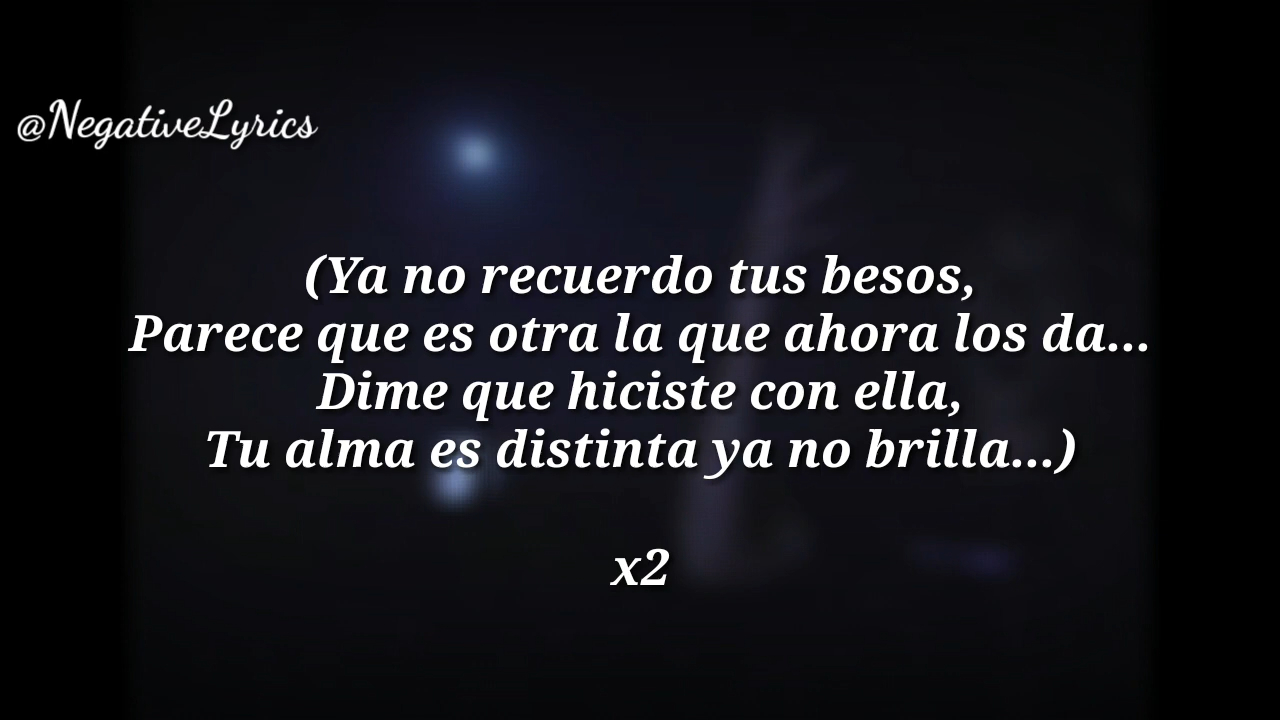 @NegativeLyrics
(Ya no recuerdo tus besos,
Parece que es otra la que ahora los da...
Dime que hiciste con ella,
Tu alma es distinta ya no brilla...)
x2